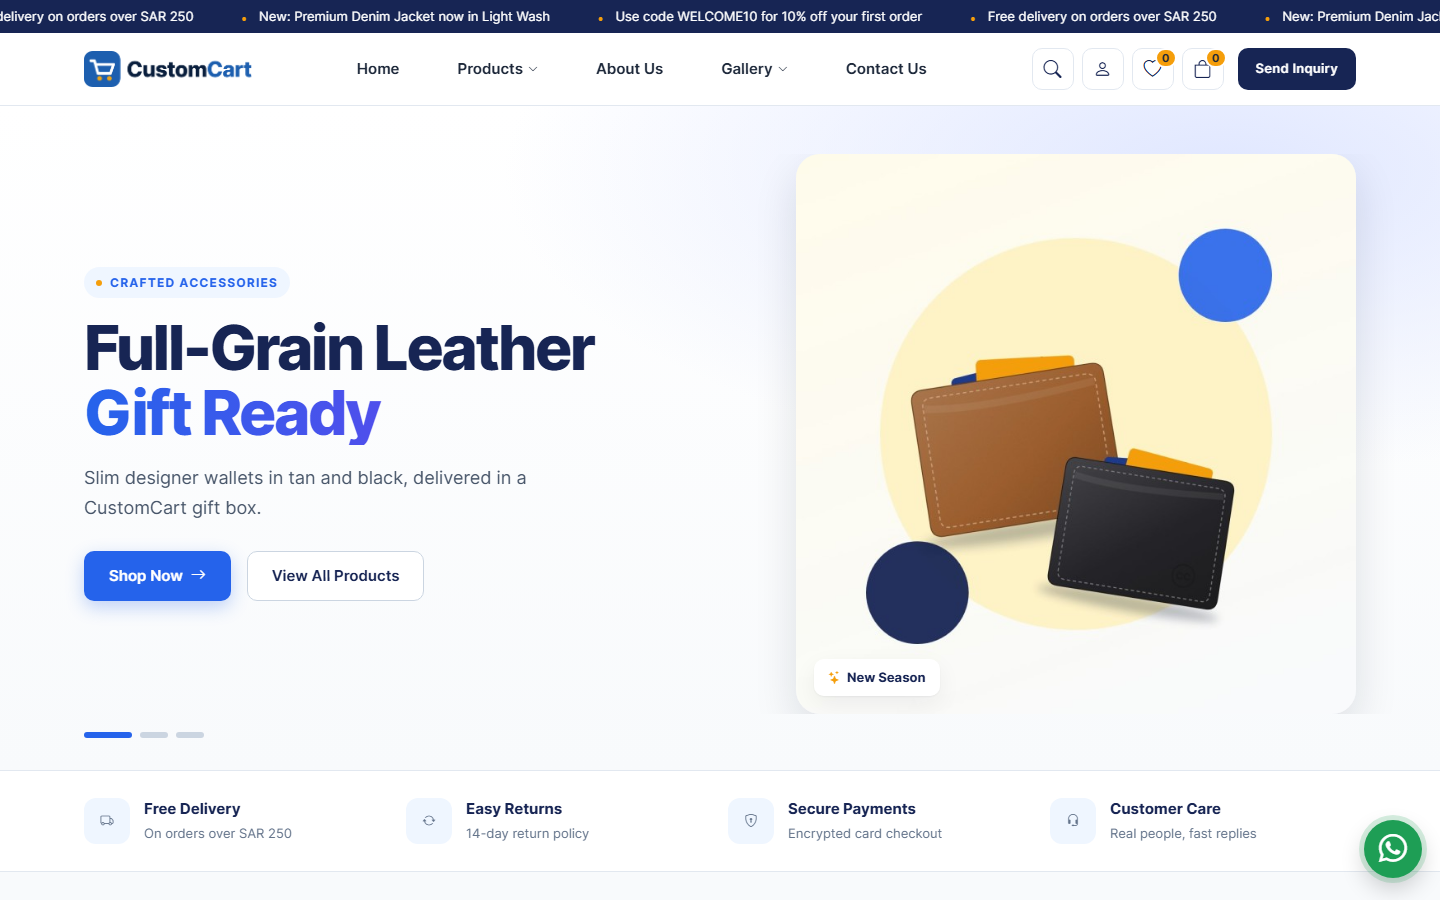 delivery on orders over SAR 250 • New: Premium Denim Jacket now in Light Wash • Use code WELCOME10 for 10% off your first order • Free delivery on orders over SAR 250 • New: Premium Denim
CustomCart
Home
Products
About Us
Gallery
Contact Us
0
0
Send Inquiry
CRAFTED ACCESSORIES
Full-Grain Leather
Gift Ready
Slim designer wallets in tan and black, delivered in a
CustomCart gift box.
Shop Now →
View All Products
New Season
Free Delivery
On orders over SAR 250
Easy Returns
14-day return policy
Secure Payments
Encrypted card checkout
Customer Care
Real people, fast replies